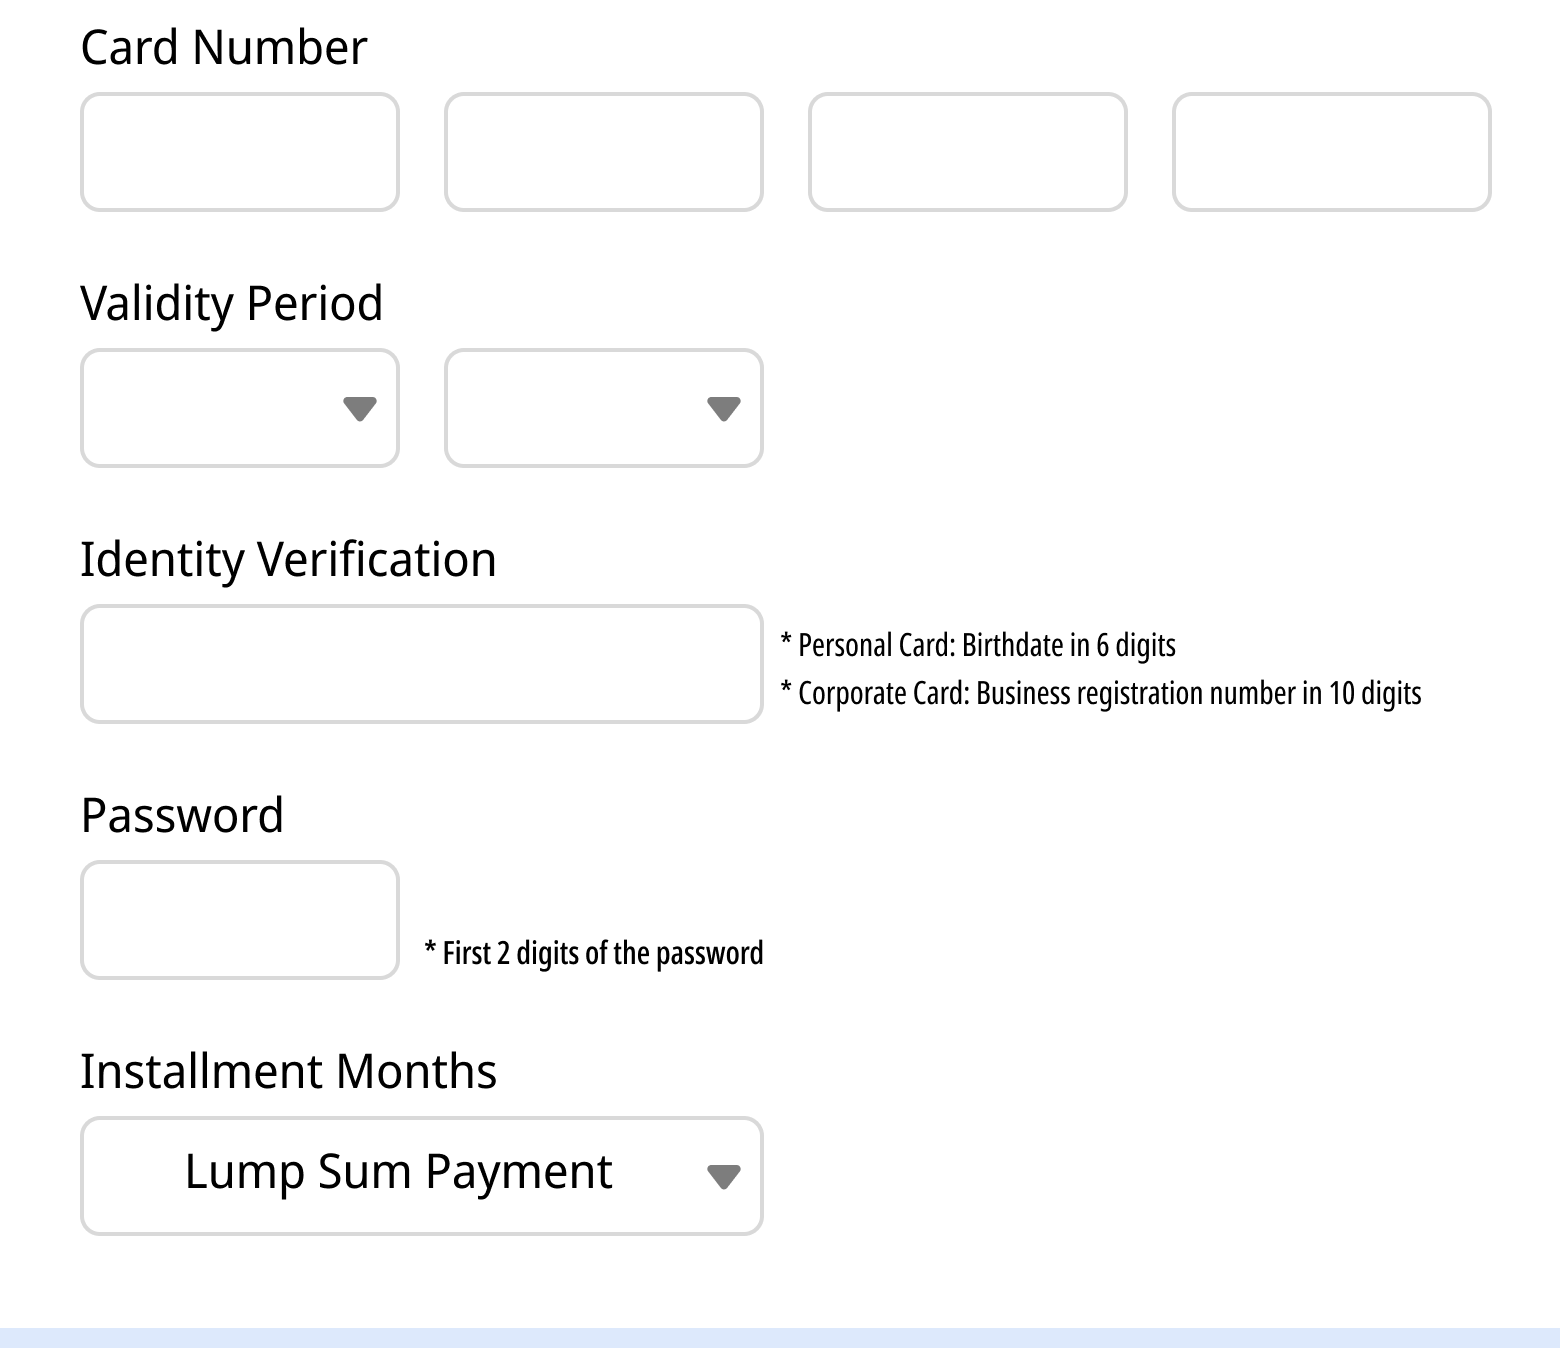 Card Number
Validity Period
Identity Verification
* Personal Card: Birthdate in 6 digits
* Corporate Card: Business registration number in 10 digits
Password
* First 2 digits of the password
Installment Months
Lump Sum Payment